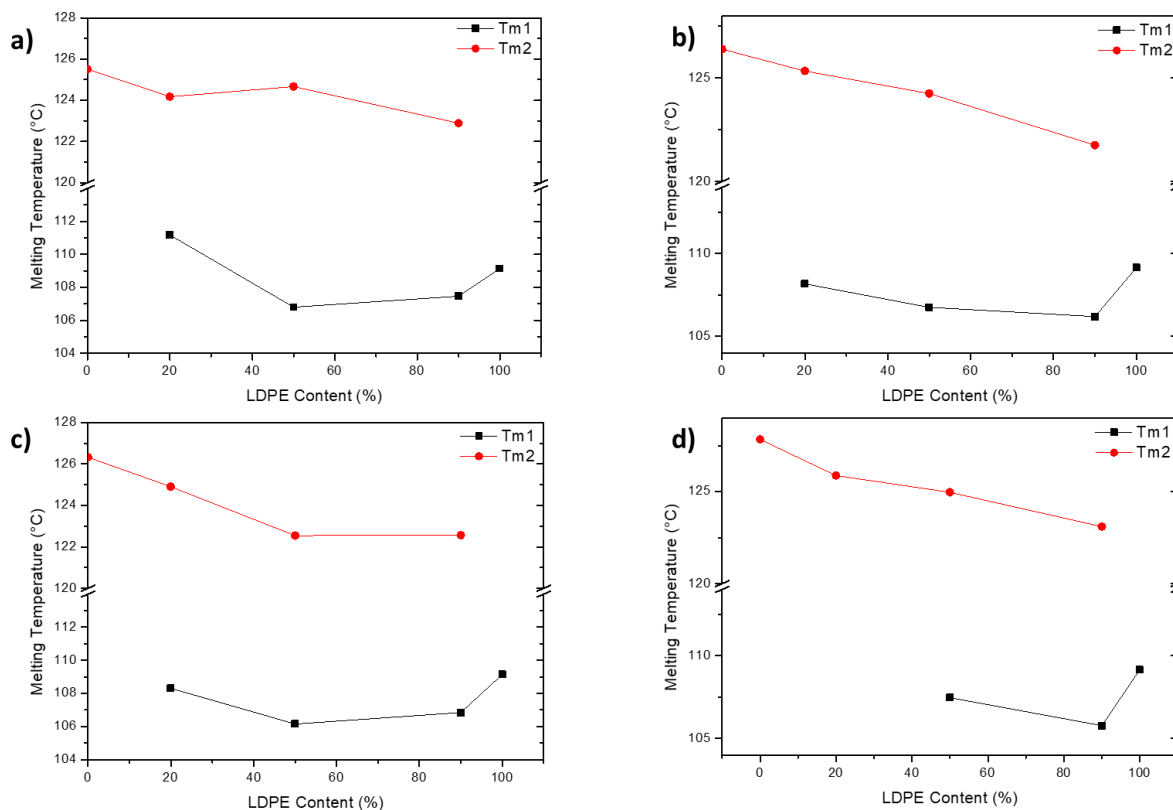 a)
Tm1
Tm2
128
126
124
122
120
112
110
108
106
104
Melting Temperature (°C)
0 20 40 60 80 100
LDPE Content (%)
b)
Tm1
Tm2
125
120
110
105
Melting Temperature (°C)
0 20 40 60 80 100
LDPE Content (%)
c)
Tm1
Tm2
128
126
124
122
120
110
108
106
104
Melting Temperature (°C)
0 20 40 60 80 100
LDPE Content (%)
d)
Tm1
Tm2
125
120
110
105
Melting Temperature (°C)
0 20 40 60 80 100
LDPE Content (%)